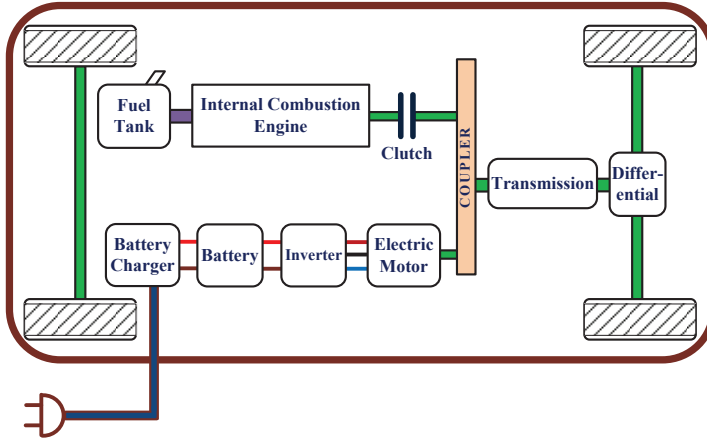 Fuel
Tank
Internal Combustion
Engine
Clutch
COUPLER
Transmission
Differ-
ential
Battery
Charger
Battery
Inverter
Electric
Motor